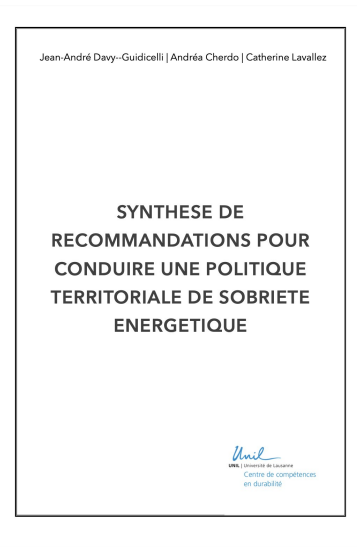 Jean-André Davy--Guidicelli | Andréa Cherdo | Catherine Lavallez
SYNTHESE DE
RECOMMANDATIONS POUR
CONDUIRE UNE POLITIQUE
TERRITORIALE DE SOBRIETE
ENERGETIQUE
Unil
UNIL | Université de Lausanne
Centre de compétences
en durabilité